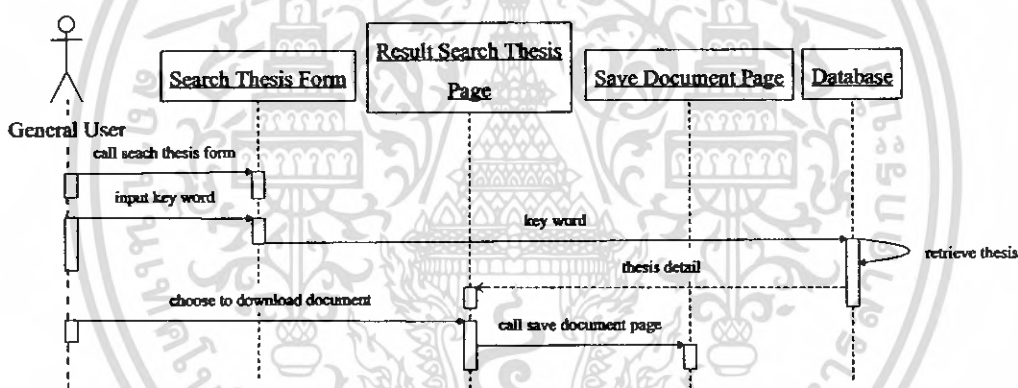 Result Search Thesis
Page
Search Thesis Form
Save Document Page
Database
General User
call seach thesis form
input key word
key word
retrieve thesis
thesis detail
choose to download document
call save document page